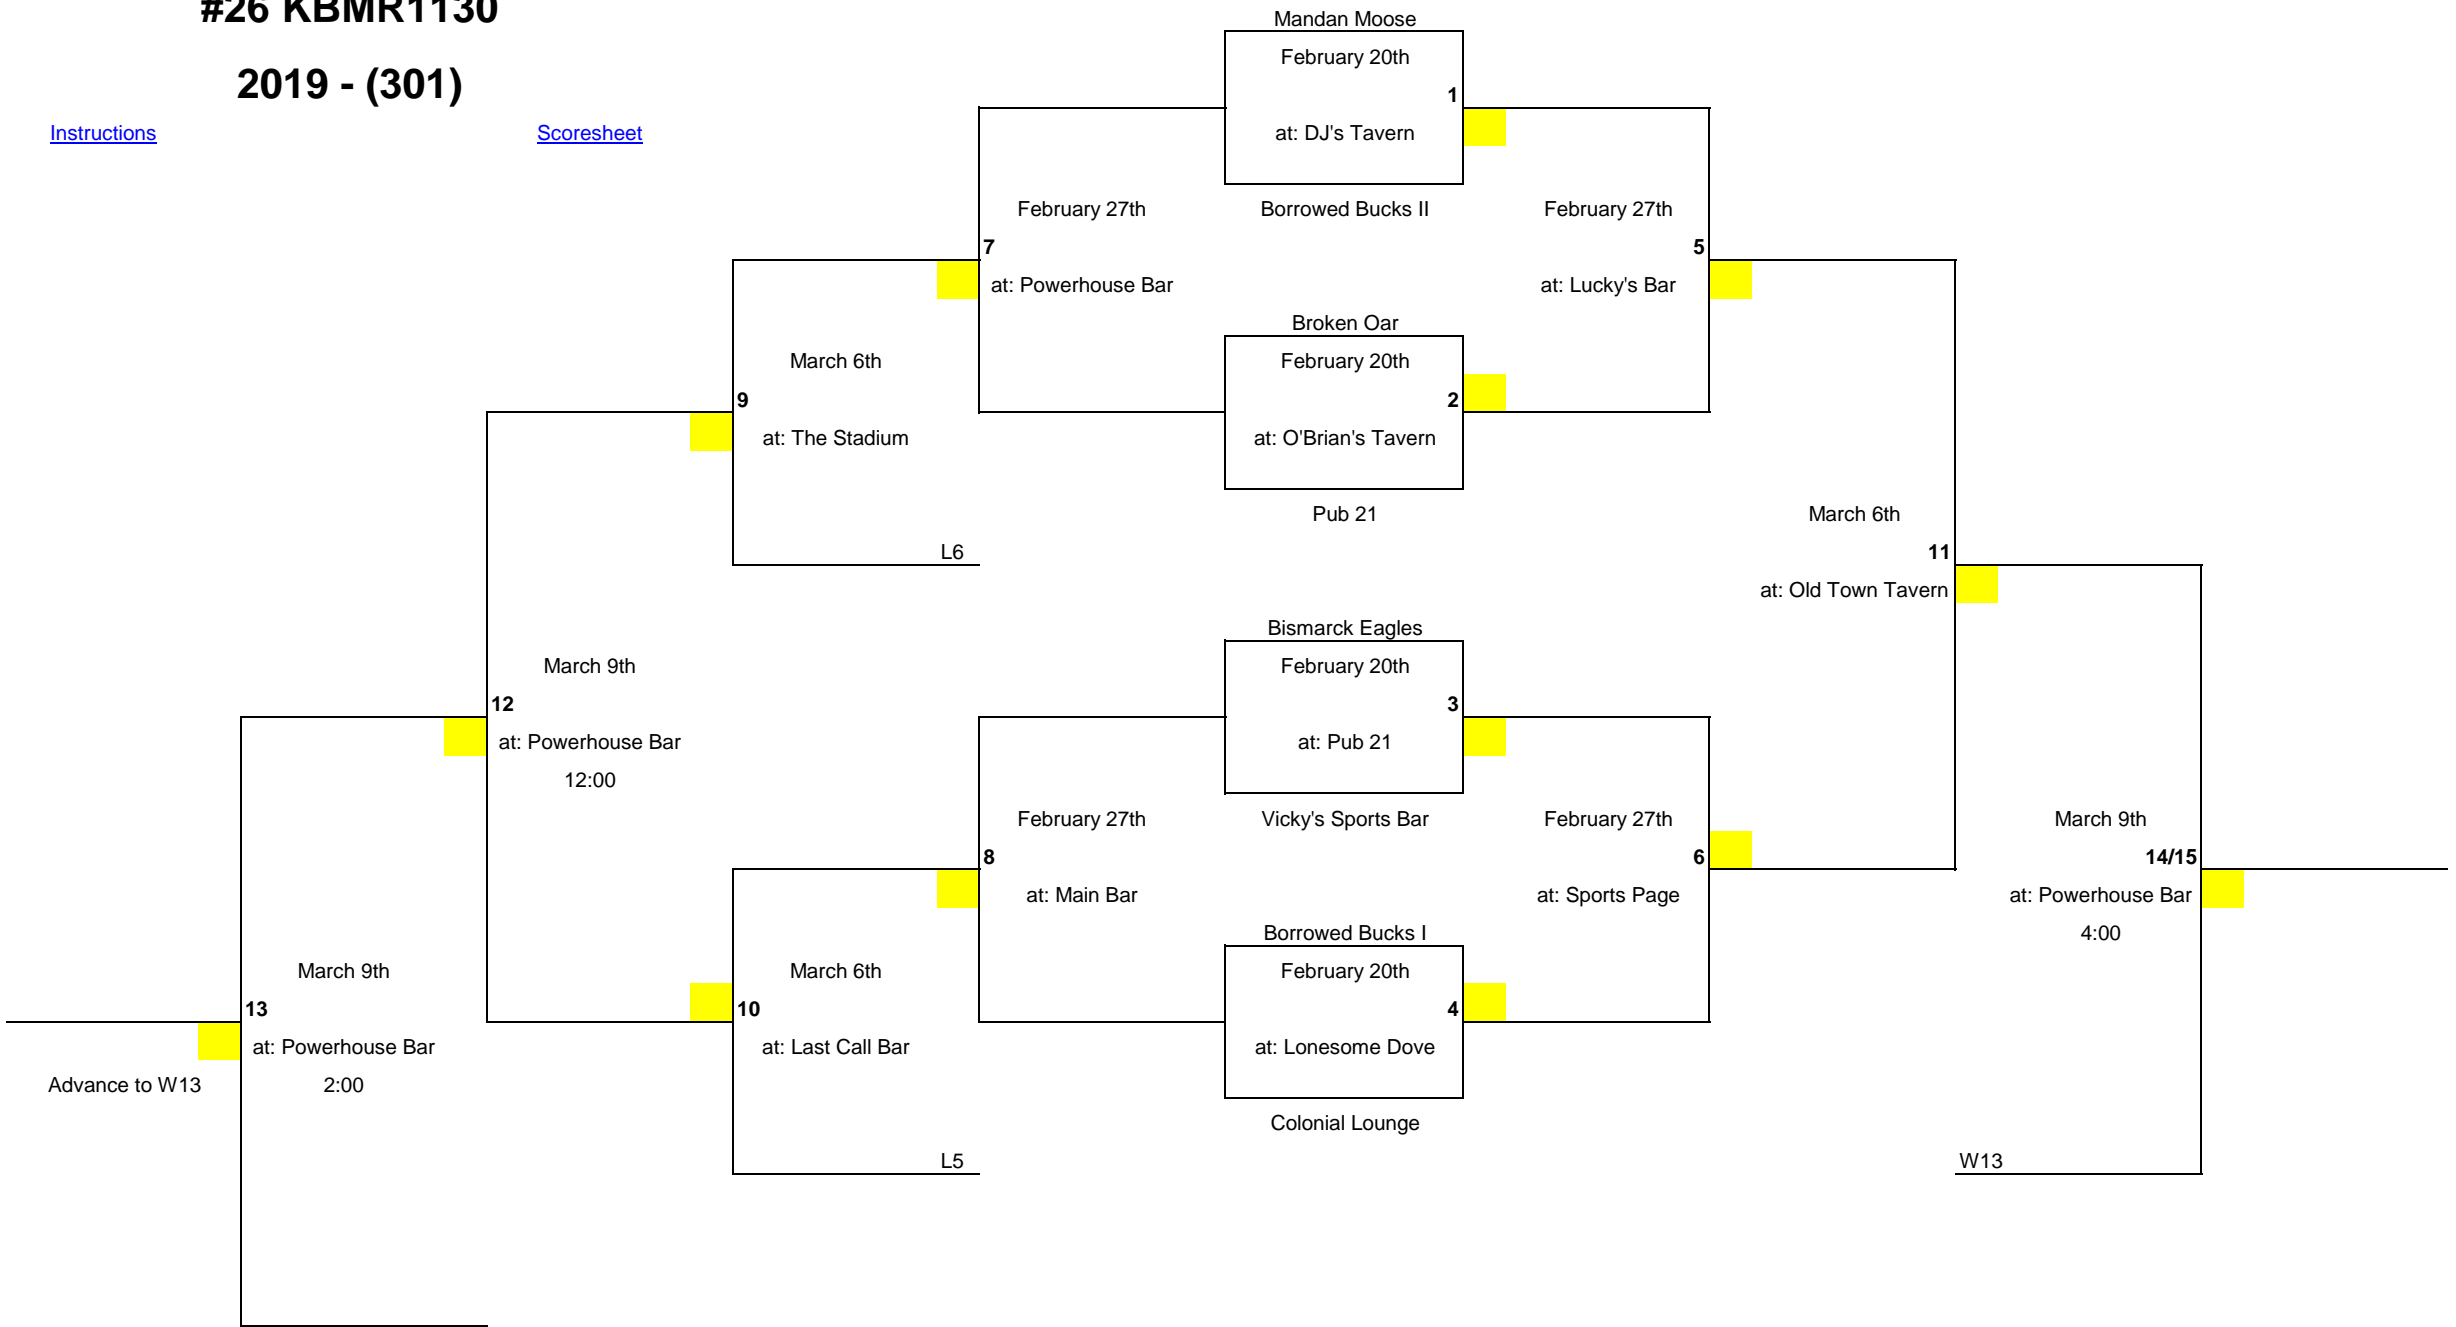 #26 KBMR1130
2019 - (301)
Instructions
Scoresheet
Mandan Moose
February 20th
1
at: DJ's Tavern
Borrowed Bucks II
February 27th
7
at: Powerhouse Bar
February 27th
5
at: Lucky's Bar
Broken Oar
February 20th
2
at: O'Brian's Tavern
Pub 21
March 6th
9
at: The Stadium
L6
March 6th
11
at: Old Town Tavern
Bismarck Eagles
February 20th
3
at: Pub 21
Vicky's Sports Bar
March 9th
12
at: Powerhouse Bar
12:00
February 27th
8
at: Main Bar
February 27th
6
at: Sports Page
March 9th
14/15
at: Powerhouse Bar
4:00
Borrowed Bucks I
February 20th
4
at: Lonesome Dove
Colonial Lounge
March 9th
13
at: Powerhouse Bar
2:00
Advance to W13
March 6th
10
at: Last Call Bar
L5
W13